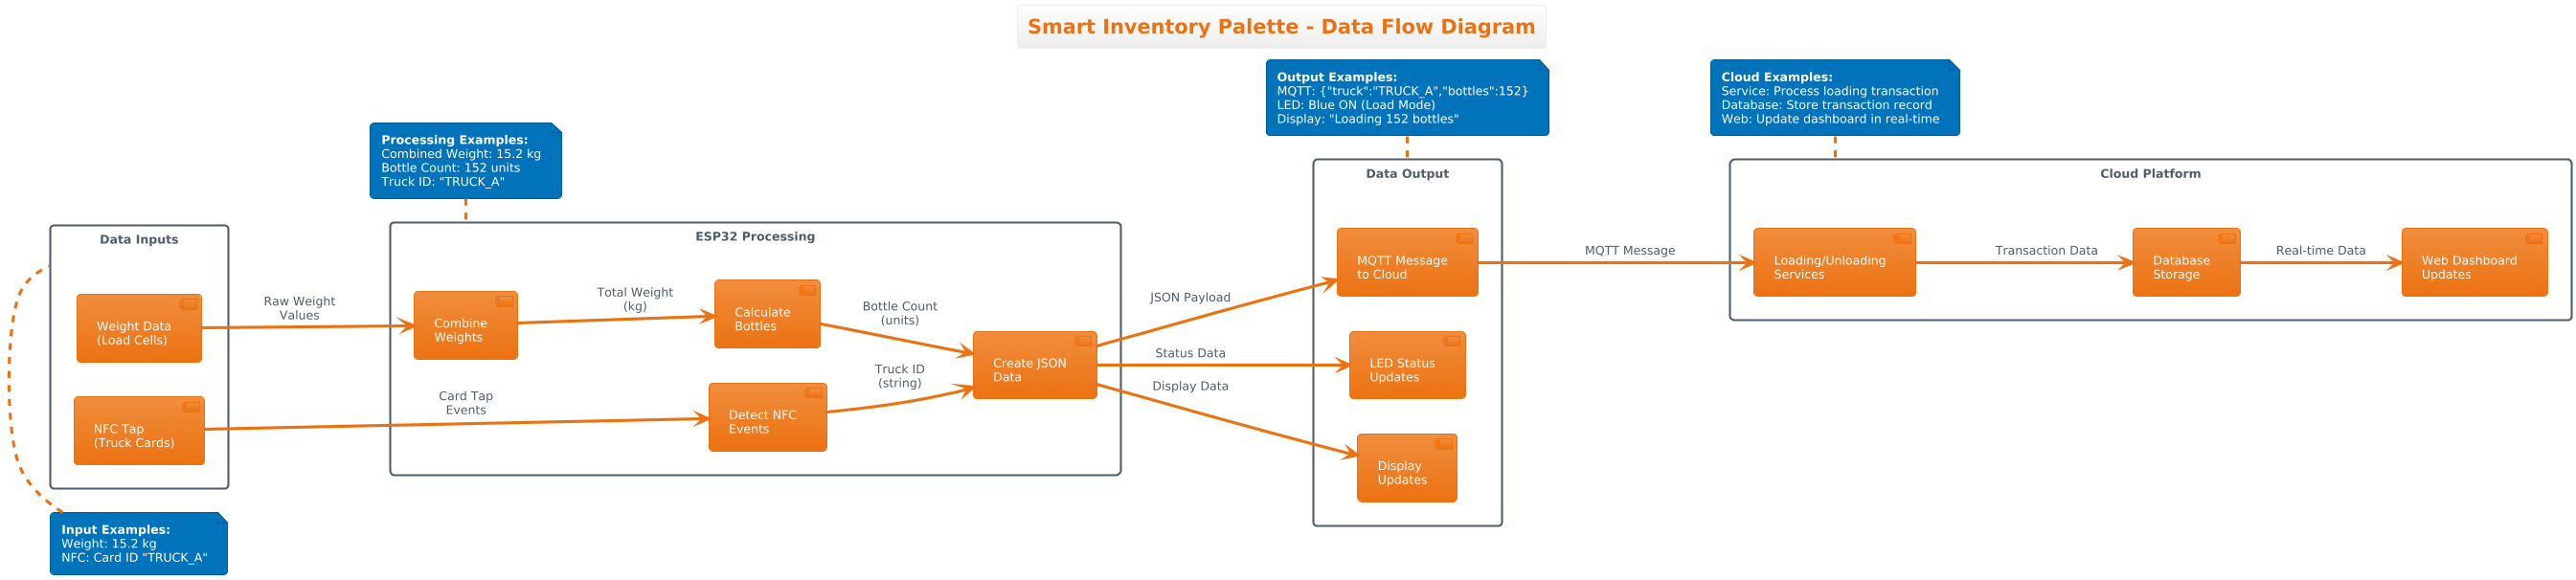 Smart Inventory Palette - Data Flow Diagram
Data Inputs
Weight Data
(Load Cells)
NFC Tap
(Truck Cards)
Input Examples:
Weight: 15.2 kg
NFC: Card ID "TRUCK_A"
Raw Weight
Values
Card Tap
Events
Processing Examples:
Combined Weight: 15.2 kg
Bottle Count: 152 units
Truck ID: "TRUCK_A"
ESP32 Processing
Combine
Weights
Total Weight
(kg)
Calculate
Bottles
Detect NFC
Events
Bottle Count
(units)
Truck ID
(string)
Create JSON
Data
JSON Payload
Status Data
Display Data
Output Examples:
MQTT: {"truck":"TRUCK_A","bottles":152}
LED: Blue ON (Load Mode)
Display: "Loading 152 bottles"
Data Output
MQTT Message
to Cloud
LED Status
Updates
Display
Updates
MQTT Message
Cloud Examples:
Service: Process loading transaction
Database: Store transaction record
Web: Update dashboard in real-time
Cloud Platform
Loading/Unloading
Services
Transaction Data
Database
Storage
Real-time Data
Web Dashboard
Updates